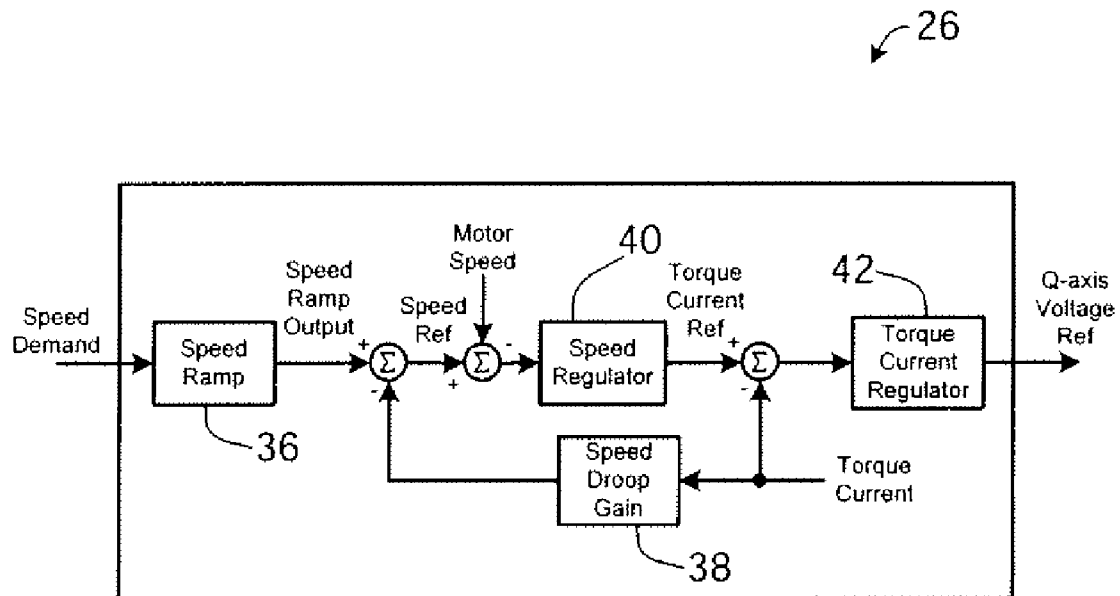 26
Motor
Speed
40
Speed
Ramp
Output
Speed
Ref
Torque
Current
Ref
42
Q-axis
Voltage
Ref
Speed
Demand
Speed
Ramp
+
Σ
-
+
Σ
-
Speed
Regulator
+
Σ
-
Torque
Current
Regulator
36
Speed
Droop
Gain
Torque
Current
38